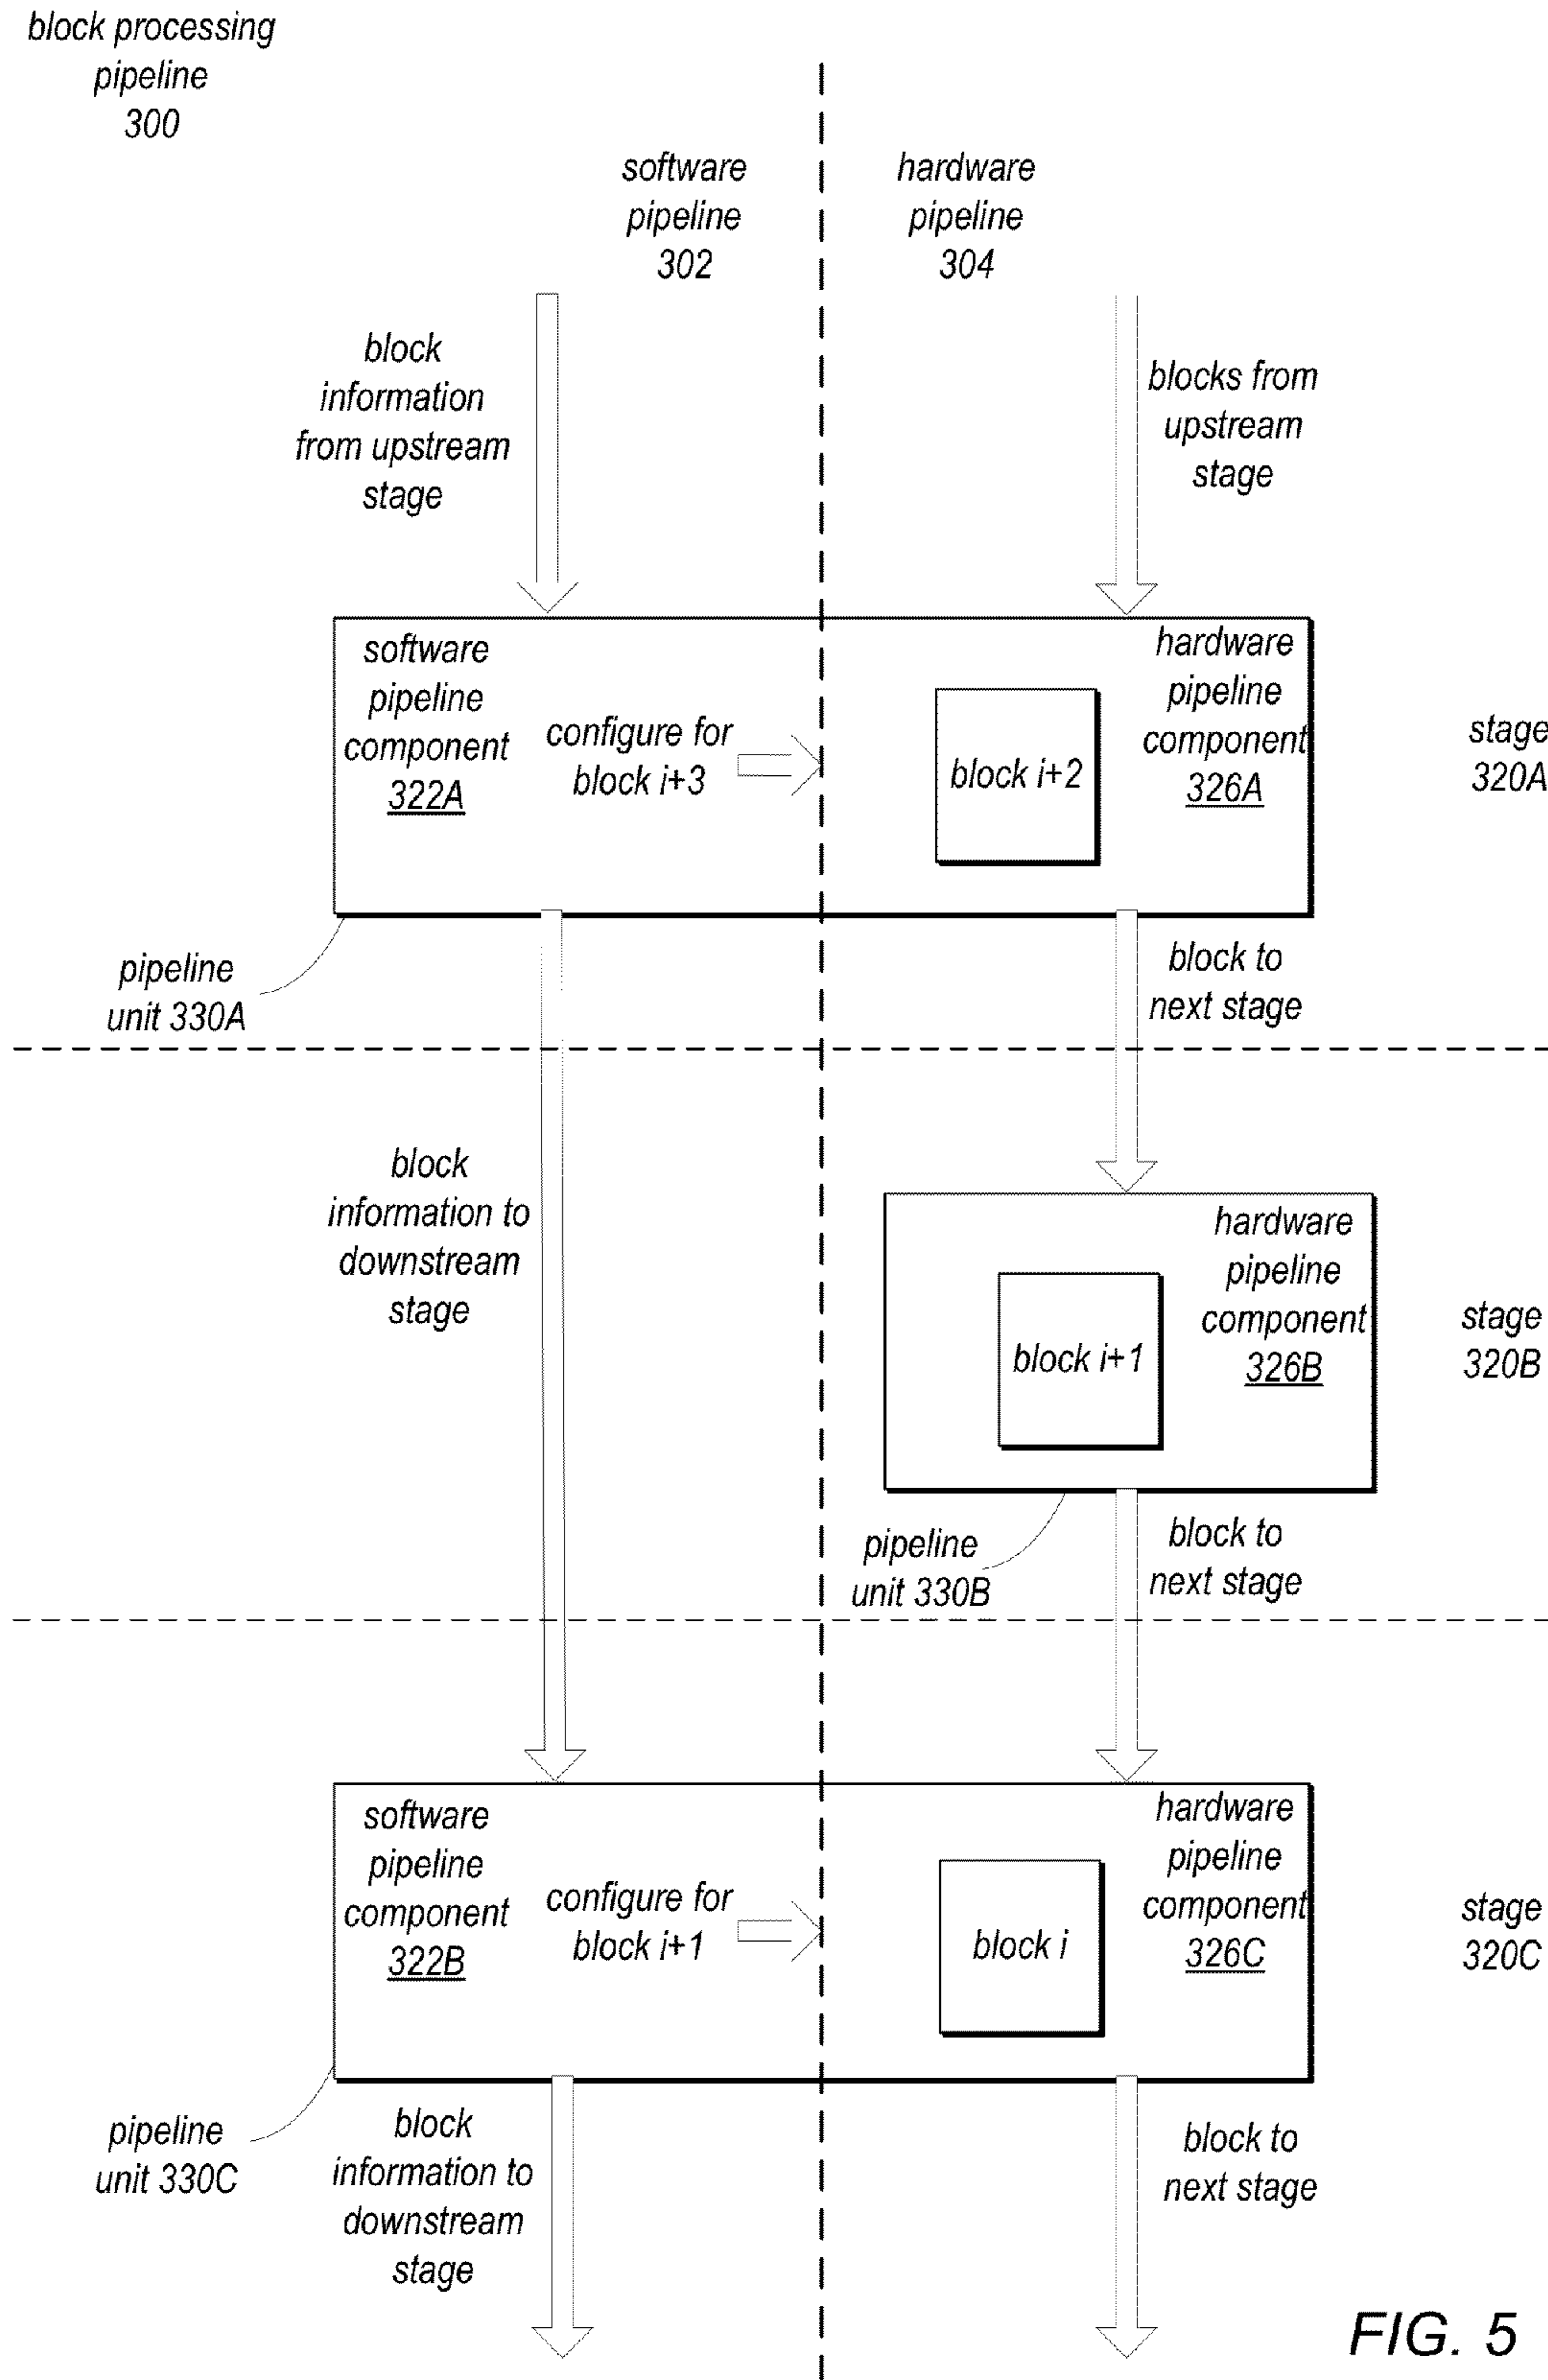 block processing
pipeline
300
software
pipeline
302
hardware
pipeline
304
block
information
from upstream
stage
blocks from
upstream
stage
software
pipeline
component
322A
configure for
block i+3
block i+2
hardware
pipeline
component
326A
stage
320A
pipeline
unit 330A
block to
next stage
block
information to
downstream
stage
block i+1
hardware
pipeline
component
326B
stage
320B
pipeline
unit 330B
block to
next stage
software
pipeline
component
322B
configure for
block i+1
block i
hardware
pipeline
component
326C
stage
320C
pipeline
unit 330C
block
information to
downstream
stage
block to
next stage
FIG. 5